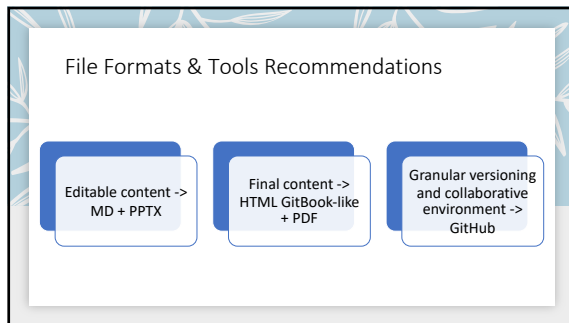 File Formats & Tools Recommendations
Editable content ->
MD + PPTX
Final content ->
HTML GitBook-like
+ PDF
Granular versioning
and collaborative
environment ->
GitHub